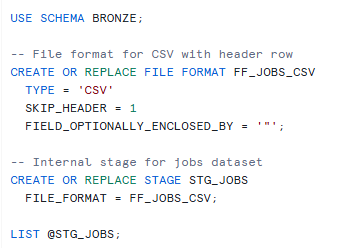 USE SCHEMA BRONZE;
-- File format for CSV with header row
CREATE OR REPLACE FILE FORMAT FF_JOBS_CSV
  TYPE = 'CSV'
  SKIP_HEADER = 1
  FIELD_OPTIONALLY_ENCLOSED_BY = '"';
-- Internal stage for jobs dataset
CREATE OR REPLACE STAGE STG_JOBS
  FILE_FORMAT = FF_JOBS_CSV;
LIST @STG_JOBS;